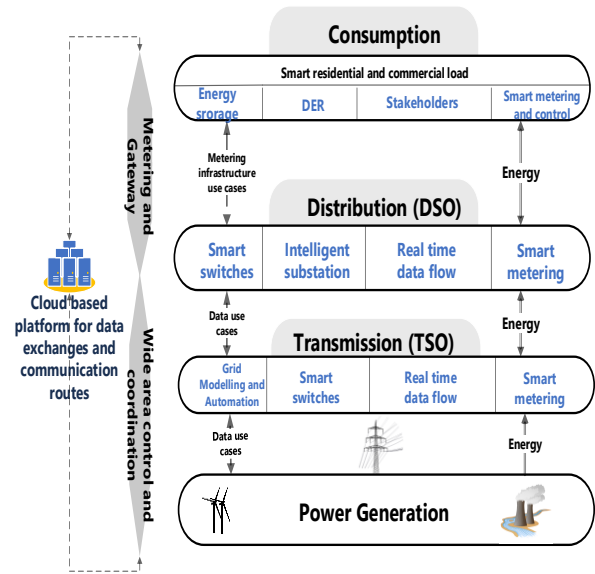 Consumption
Smart residential and commercial load
Energy
srorage
DER
Stakeholders
Smart metering
and control
Metering
infrastructure
use cases
Energy
Distribution (DSO)
Smart
switches
Intelligent
substation
Real time
data flow
Smart
metering
Data use
cases
Energy
Transmission (TSO)
Grid
Modelling and
Automation
Smart
switches
Real time
data flow
Smart
metering
Data use
cases
Energy
Power Generation
Metering and
Gateway
Wide area control and
coordination
Cloud based
platform for data
exchanges and
communication
routes